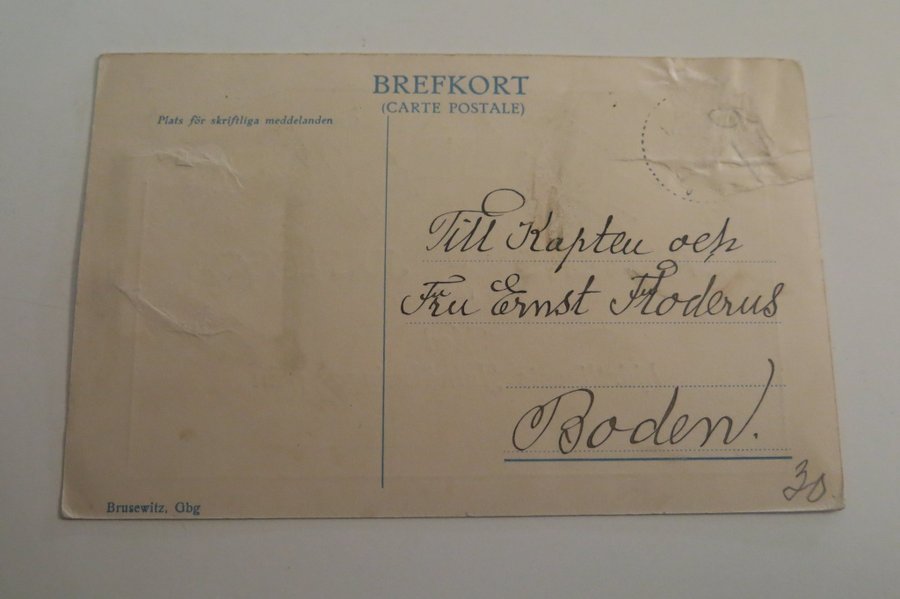 BREFKORT
(CARTE POSTALE)
Plats för skriftliga meddelanden
Till Kapten och
Fru Ernst Floderus
Boden.
30
Brusewitz, Gbg